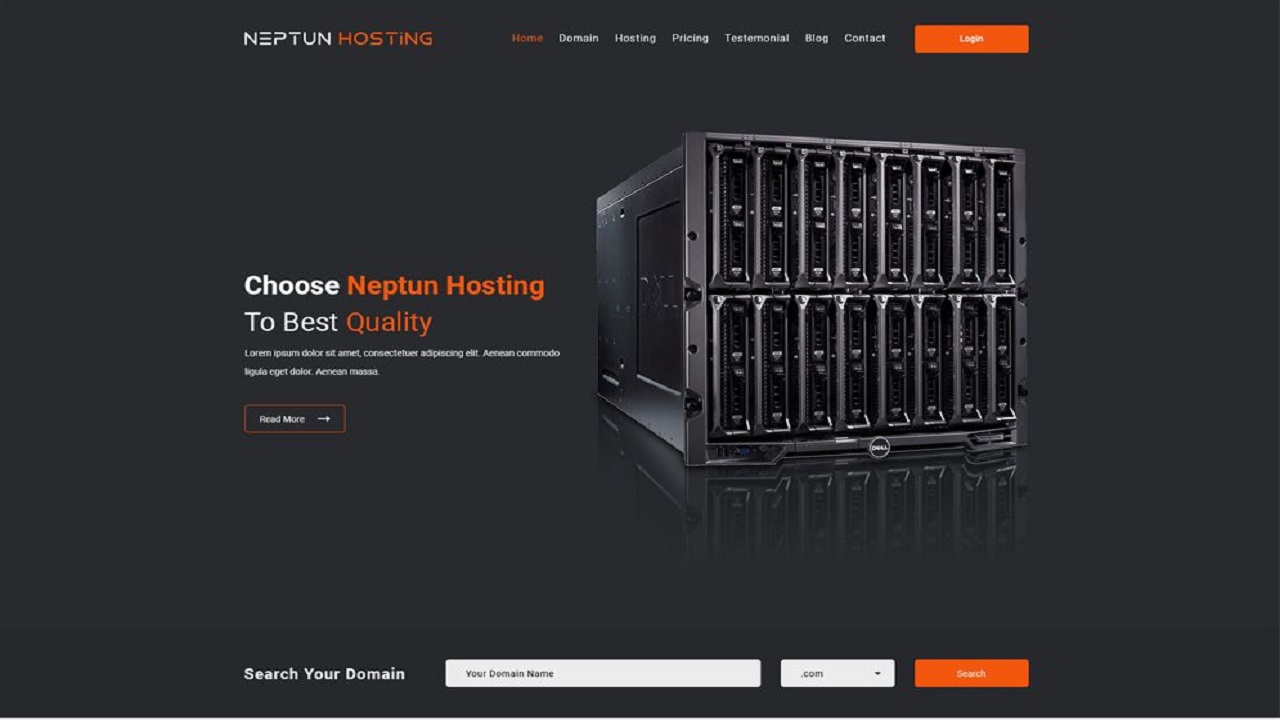 NEPTUN HOSTiNG
Home Domain Hosting Pricing Testemonial Blog Contact Login
Choose Neptun Hosting
To Best Quality
Lorem ipsum dolor sit amet, consectetuer adipiscing elit. Aenean commodo
ligula eget dolor. Aenean massa.
Read More →
DELL
Search Your Domain Your Domain Name .com Search